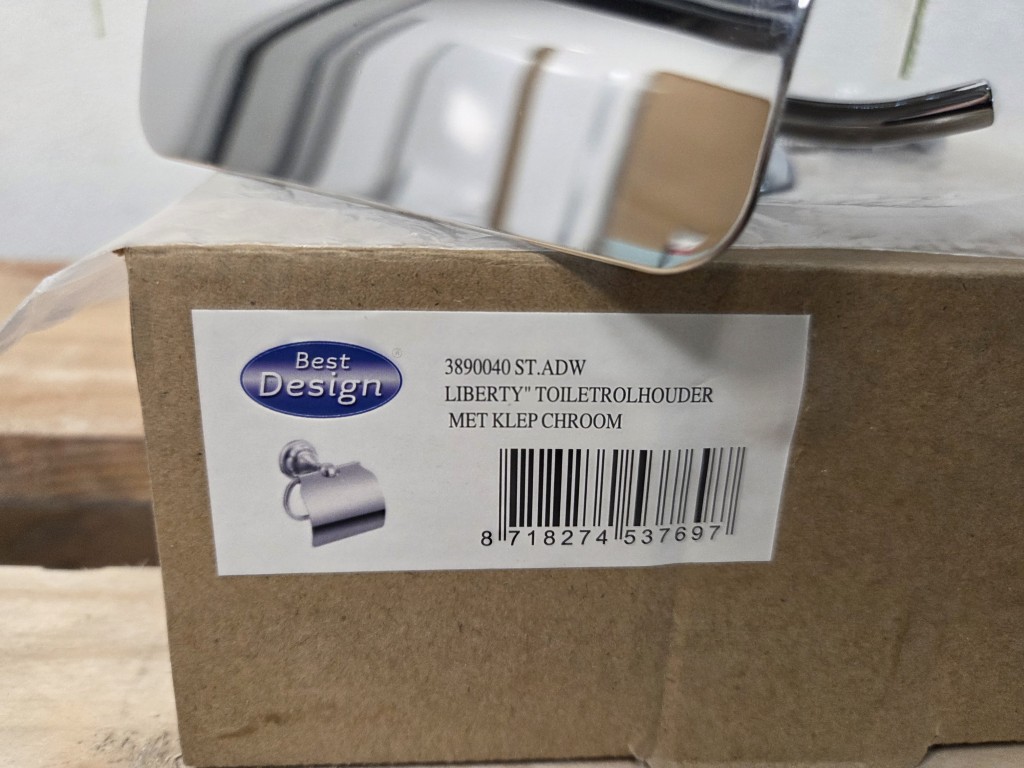 Best
Design
®
3890040 ST.ADW
LIBERTY" TOILETROLHOUDER
MET KLEP CHROOM
8 718274 537697